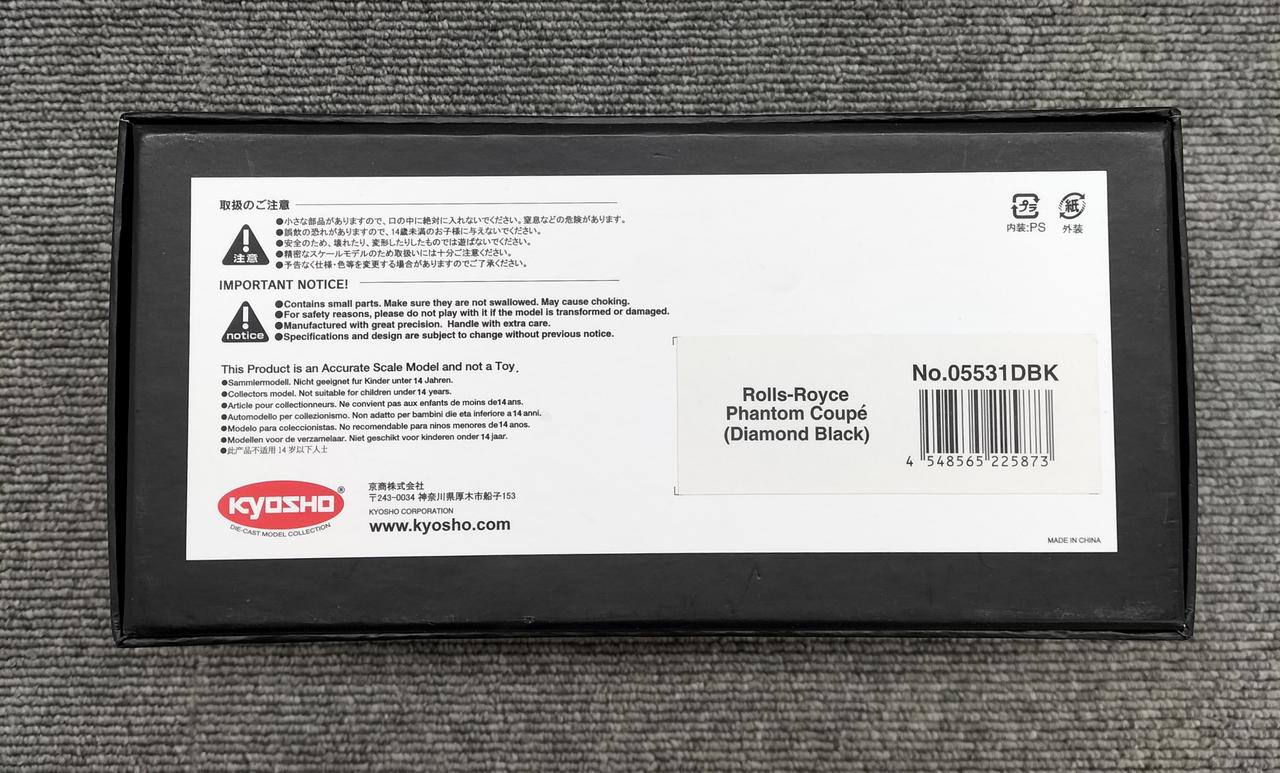 取扱のご注意
注意
●小さな部品がありますので、口の中に絶対に入れないでください。窒息などの危険があります。
●誤飲の恐れがありますので、14歳未満のお子様に与えないでください。
●安全のため、壊れたり、変形したりしたものでは遊ばないでください。
●精密なスケールモデルのため取扱いには十分ご注意ください。
●予告なく仕様・色等を変更する場合がありますのでご了承ください。
プラ
内装:PS
紙
外装
IMPORTANT NOTICE!
notice
●Contains small parts. Make sure they are not swallowed. May cause choking.
●For safety reasons, please do not play with it if the model is transformed or damaged.
●Manufactured with great precision. Handle with extra care.
●Specifications and design are subject to change without previous notice.
This Product is an Accurate Scale Model and not a Toy.
●Sammlermodell. Nicht geeignet fur Kinder unter 14 Jahren.
●Collectors model. Not suitable for children under 14 years.
●Article pour collectionneurs. Ne convient pas aux enfants de moins de14 ans.
●Automodello per collezionismo. Non adatto per bambini die eta inferiore a 14 anni.
●Modelo para coleccionistas. No recomendable para ninos menores de 14 anos.
●Modellen voor de verzamelaar. Niet geschikt voor kinderen onder 14 jaar.
●此产品不适用 14 岁以下人士
Rolls-Royce
Phantom Coupé
(Diamond Black)
No.05531DBK
4 548565 225873
KYOSHO®
DIE-CAST MODEL COLLECTION
京商株式会社
〒243-0034 神奈川県厚木市船子153
KYOSHO CORPORATION
www.kyosho.com
MADE IN CHINA